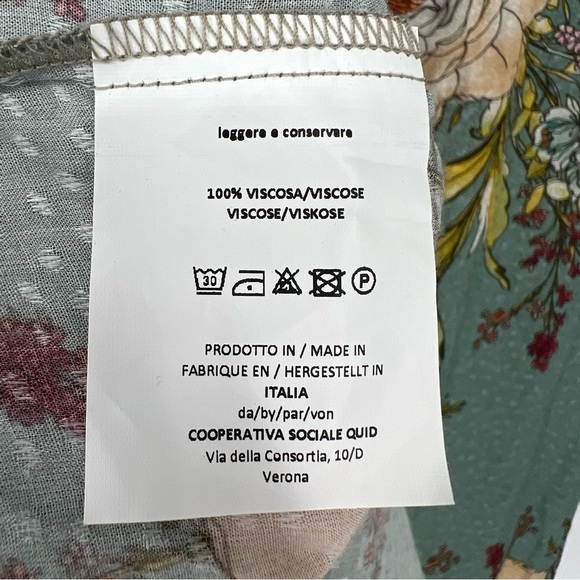 leggere e conservare
100% VISCOSA/VISCOSE
VISCOSE/VISKOSE
30 P
PRODOTTO IN / MADE IN
FABRIQUE EN / HERGESTELLT IN
ITALIA
da/by/par/von
COOPERATIVA SOCIALE QUID
Via della Consortia, 10/D
Verona